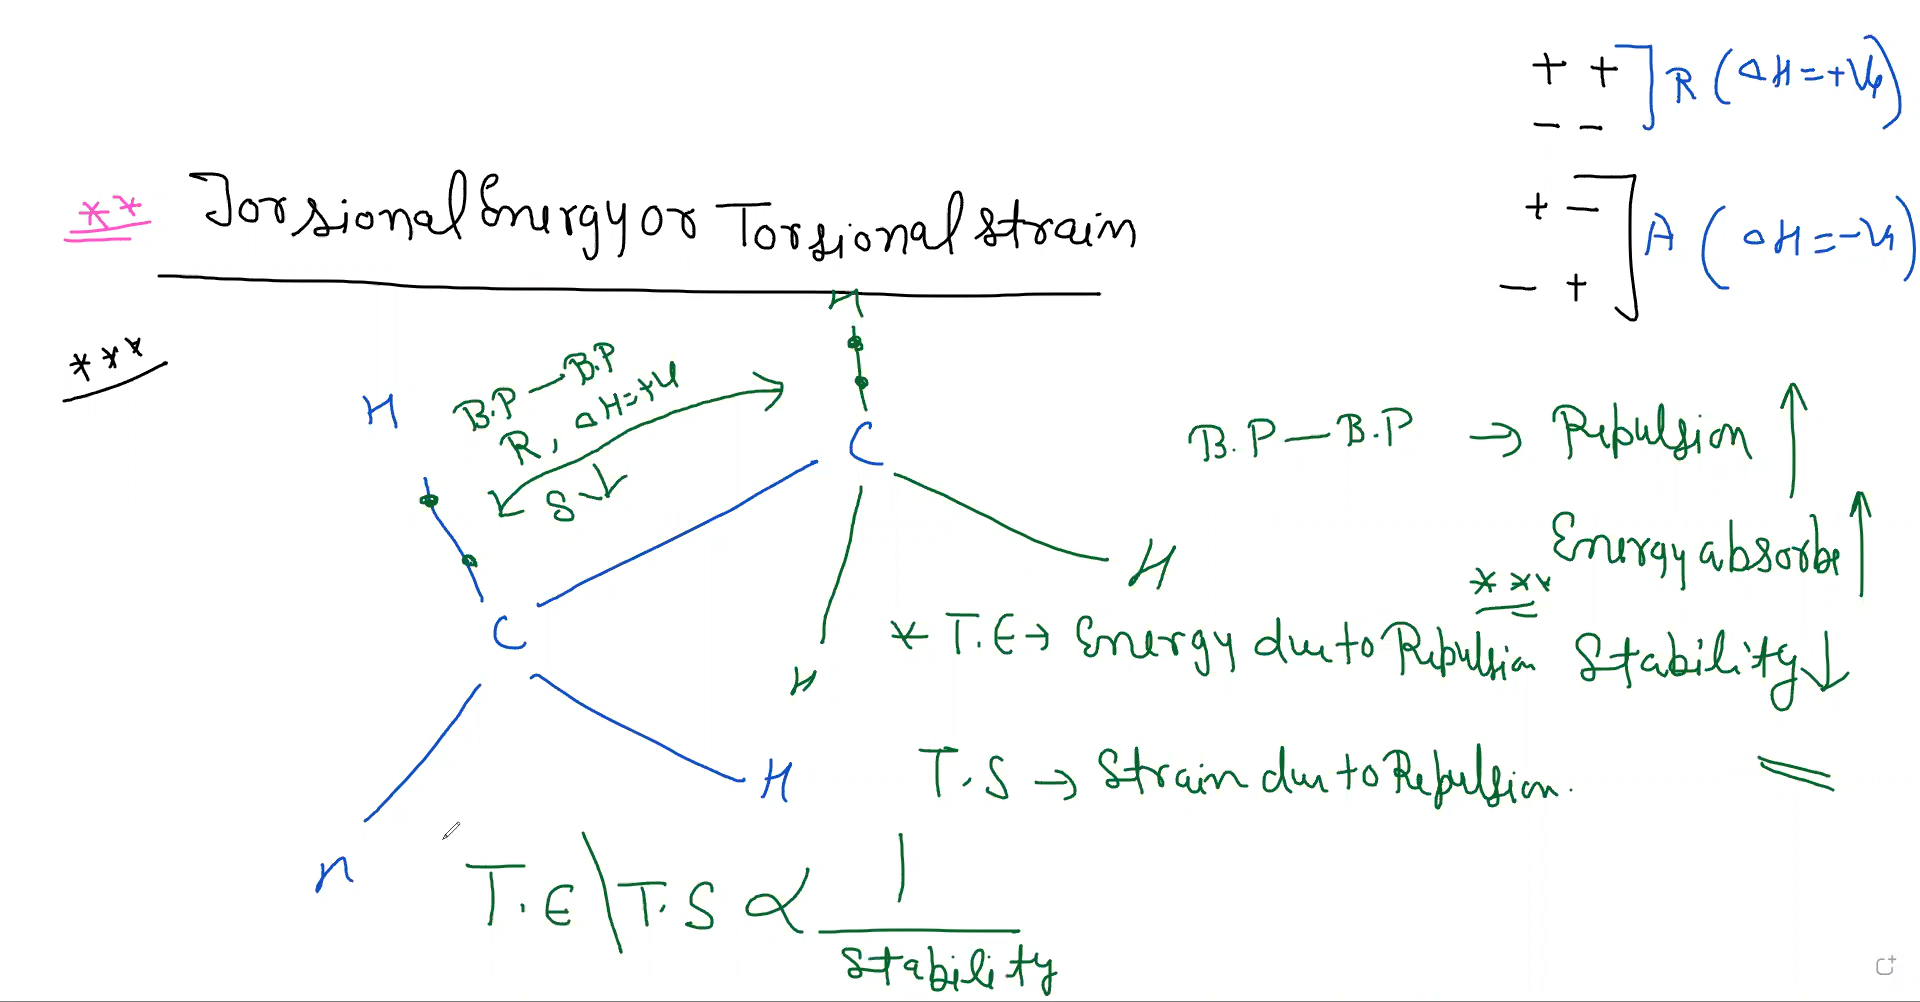 + +
- -
R (ΔH=+Ve)
** Torsional Energy or Torsional strain
+ -
- +
A (ΔH=-Ve)
***
H
B.P — B.P
R, ΔH=+Ve
S↓
H
C
B.P — B.P → Repulsion ↑
Energy absorbe ↑
H
C
***
* T.E → Energy due to Repulsion
Stability ↓
H
T.S → Strain due to Repulsion.
H
H
T.E \ T.S ∝ 1
Stability